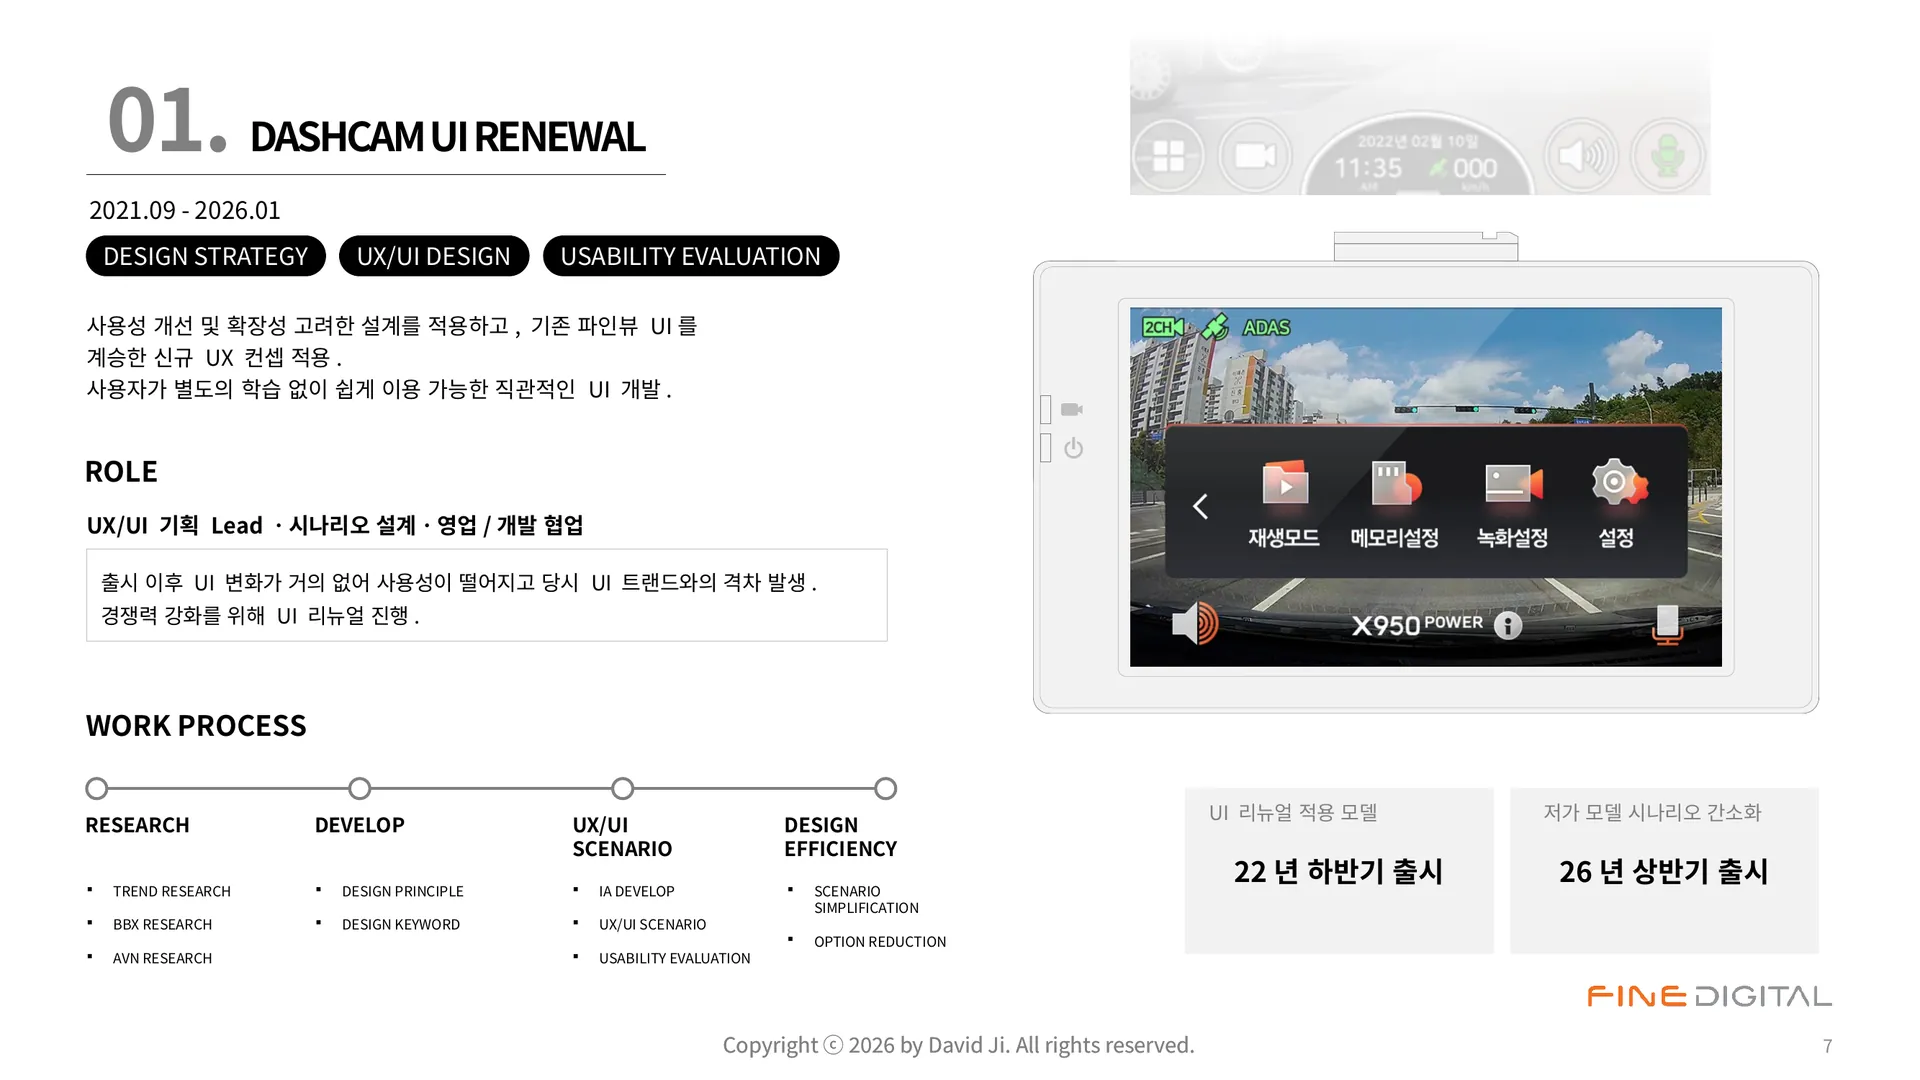 01. DASHCAM UI RENEWAL
2021.09 - 2026.01
DESIGN STRATEGY
UX/UI DESIGN
USABILITY EVALUATION
사용성 개선 및 확장성 고려한 설계를 적용하고 , 기존 파인뷰 UI 를
계승한 신규 UX 컨셉 적용 .
사용자가 별도의 학습 없이 쉽게 이용 가능한 직관적인 UI 개발 .
ROLE
UX/UI 기획 Lead · 시나리오 설계 · 영업 / 개발 협업
출시 이후 UI 변화가 거의 없어 사용성이 떨어지고 당시 UI 트랜드와의 격차 발생 .
경쟁력 강화를 위해 UI 리뉴얼 진행 .
WORK PROCESS
RESEARCH
▪ TREND RESEARCH
▪ BBX RESEARCH
▪ AVN RESEARCH
DEVELOP
▪ DESIGN PRINCIPLE
▪ DESIGN KEYWORD
UX/UI
SCENARIO
▪ IA DEVELOP
▪ UX/UI SCENARIO
▪ USABILITY EVALUATION
DESIGN
EFFICIENCY
▪ SCENARIO
SIMPLIFICATION
▪ OPTION REDUCTION
2022년 02월 10일
11:35 000
AM km/h
2CH ADAS
재생모드 메모리설정 녹화설정 설정
X950 POWER
UI 리뉴얼 적용 모델
22 년 하반기 출시
저가 모델 시나리오 간소화
26 년 상반기 출시
FINEDIGITAL
Copyright ⓒ 2026 by David Ji. All rights reserved.
7